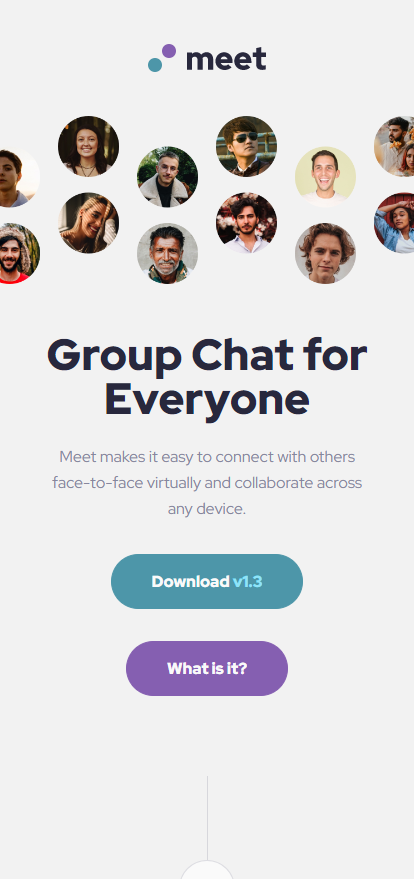 meet
Group Chat for
Everyone
Meet makes it easy to connect with others
face-to-face virtually and collaborate across
any device.
Download v1.3
What is it?